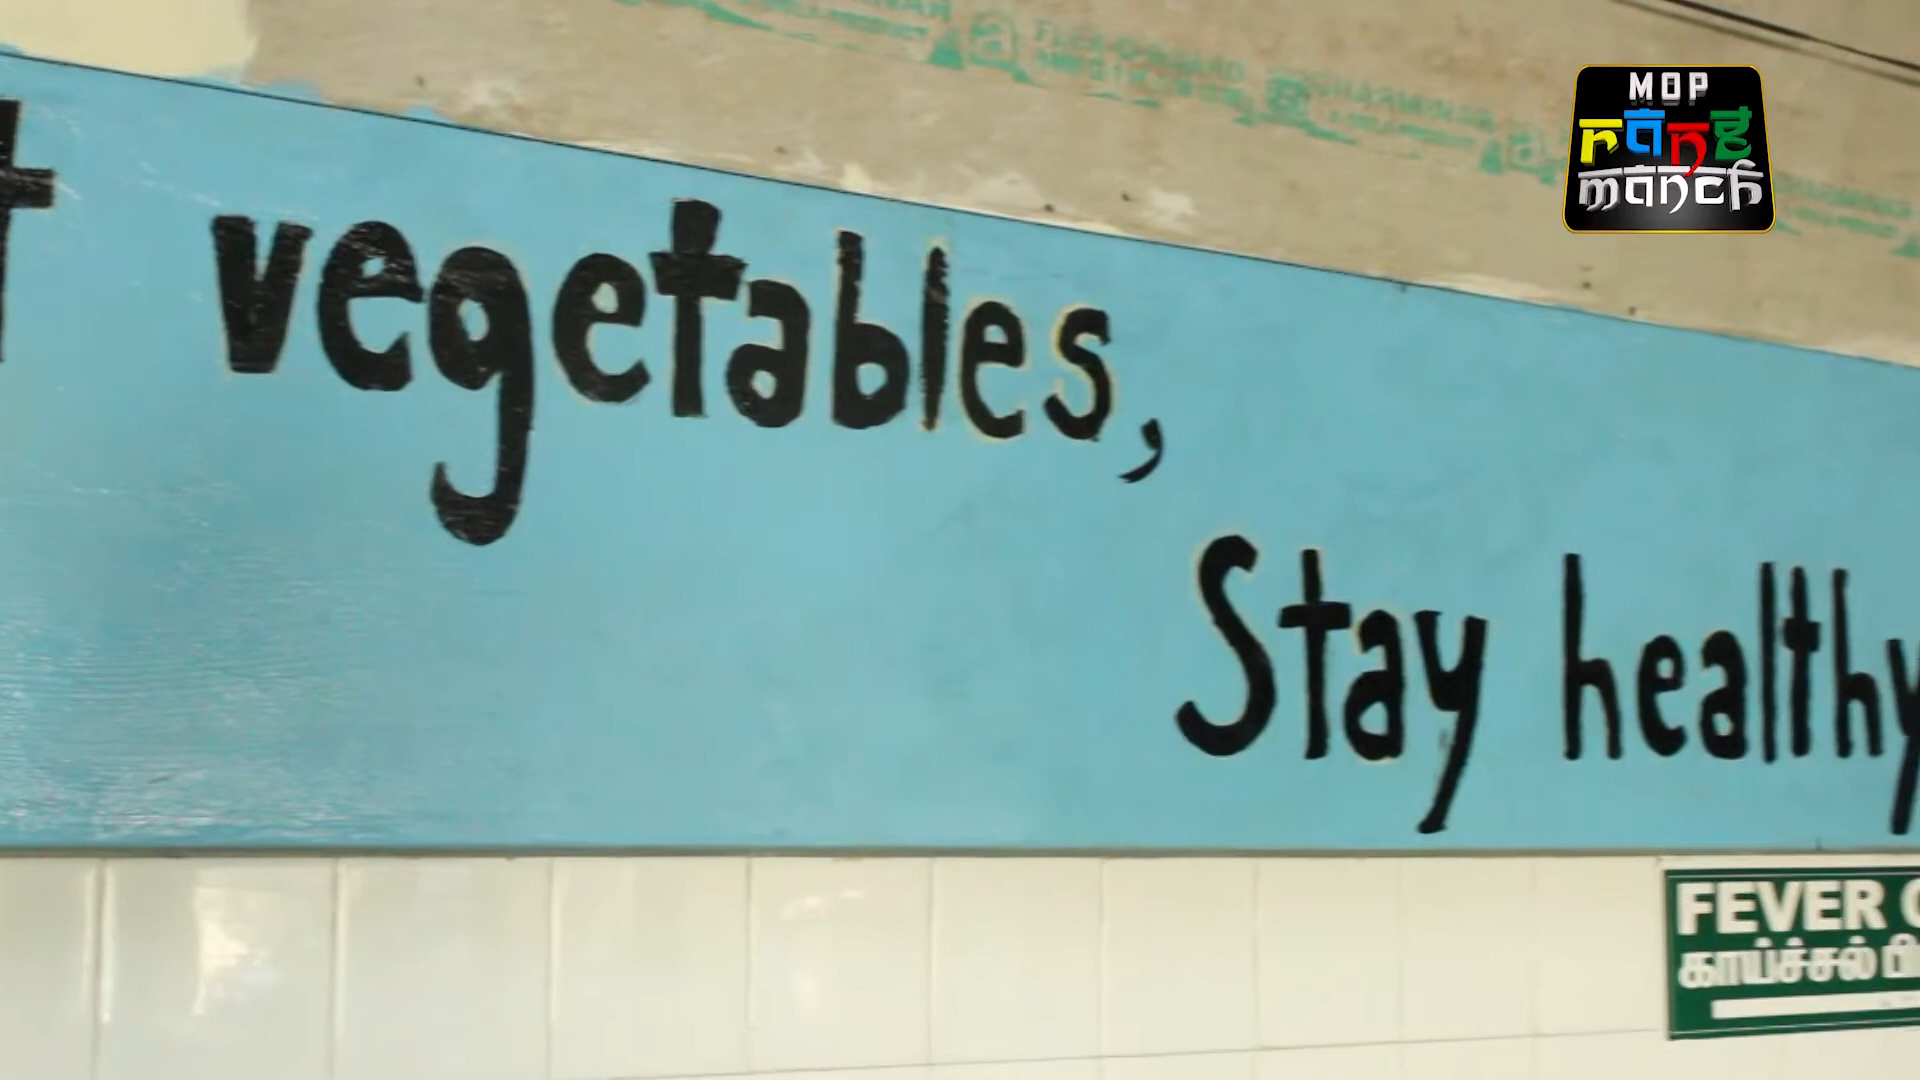 vegetables,
Stay healthy
MOP
rang
manch
FEVER
காய்ச்சல்